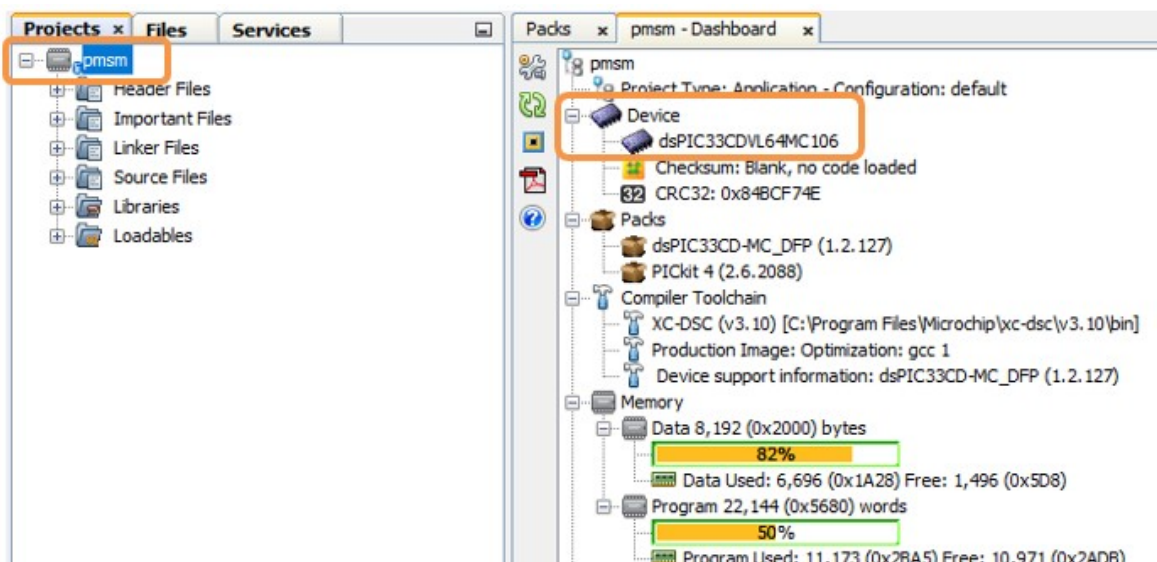 Projects x Files Services
pmsm
Header Files
Important Files
Linker Files
Source Files
Libraries
Loadables
Packs x pmsm - Dashboard x
pmsm
Project Type: Application - Configuration: default
Device
dsPIC33CDVL64MC106
Checksum: Blank, no code loaded
32 CRC32: 0x84BCF74E
Packs
dsPIC33CD-MC_DFP (1.2.127)
PICkit 4 (2.6.2088)
Compiler Toolchain
XC-DSC (v3.10) [C:\Program Files\Microchip\xc-dsc\v3.10\bin]
Production Image: Optimization: gcc 1
Device support information: dsPIC33CD-MC_DFP (1.2.127)
Memory
Data 8,192 (0x2000) bytes
82%
Data Used: 6,696 (0x1A28) Free: 1,496 (0x5D8)
Program 22,144 (0x5680) words
50%
Program Used: 11,173 (0x2BA5) Free: 10,971 (0x2ADB)